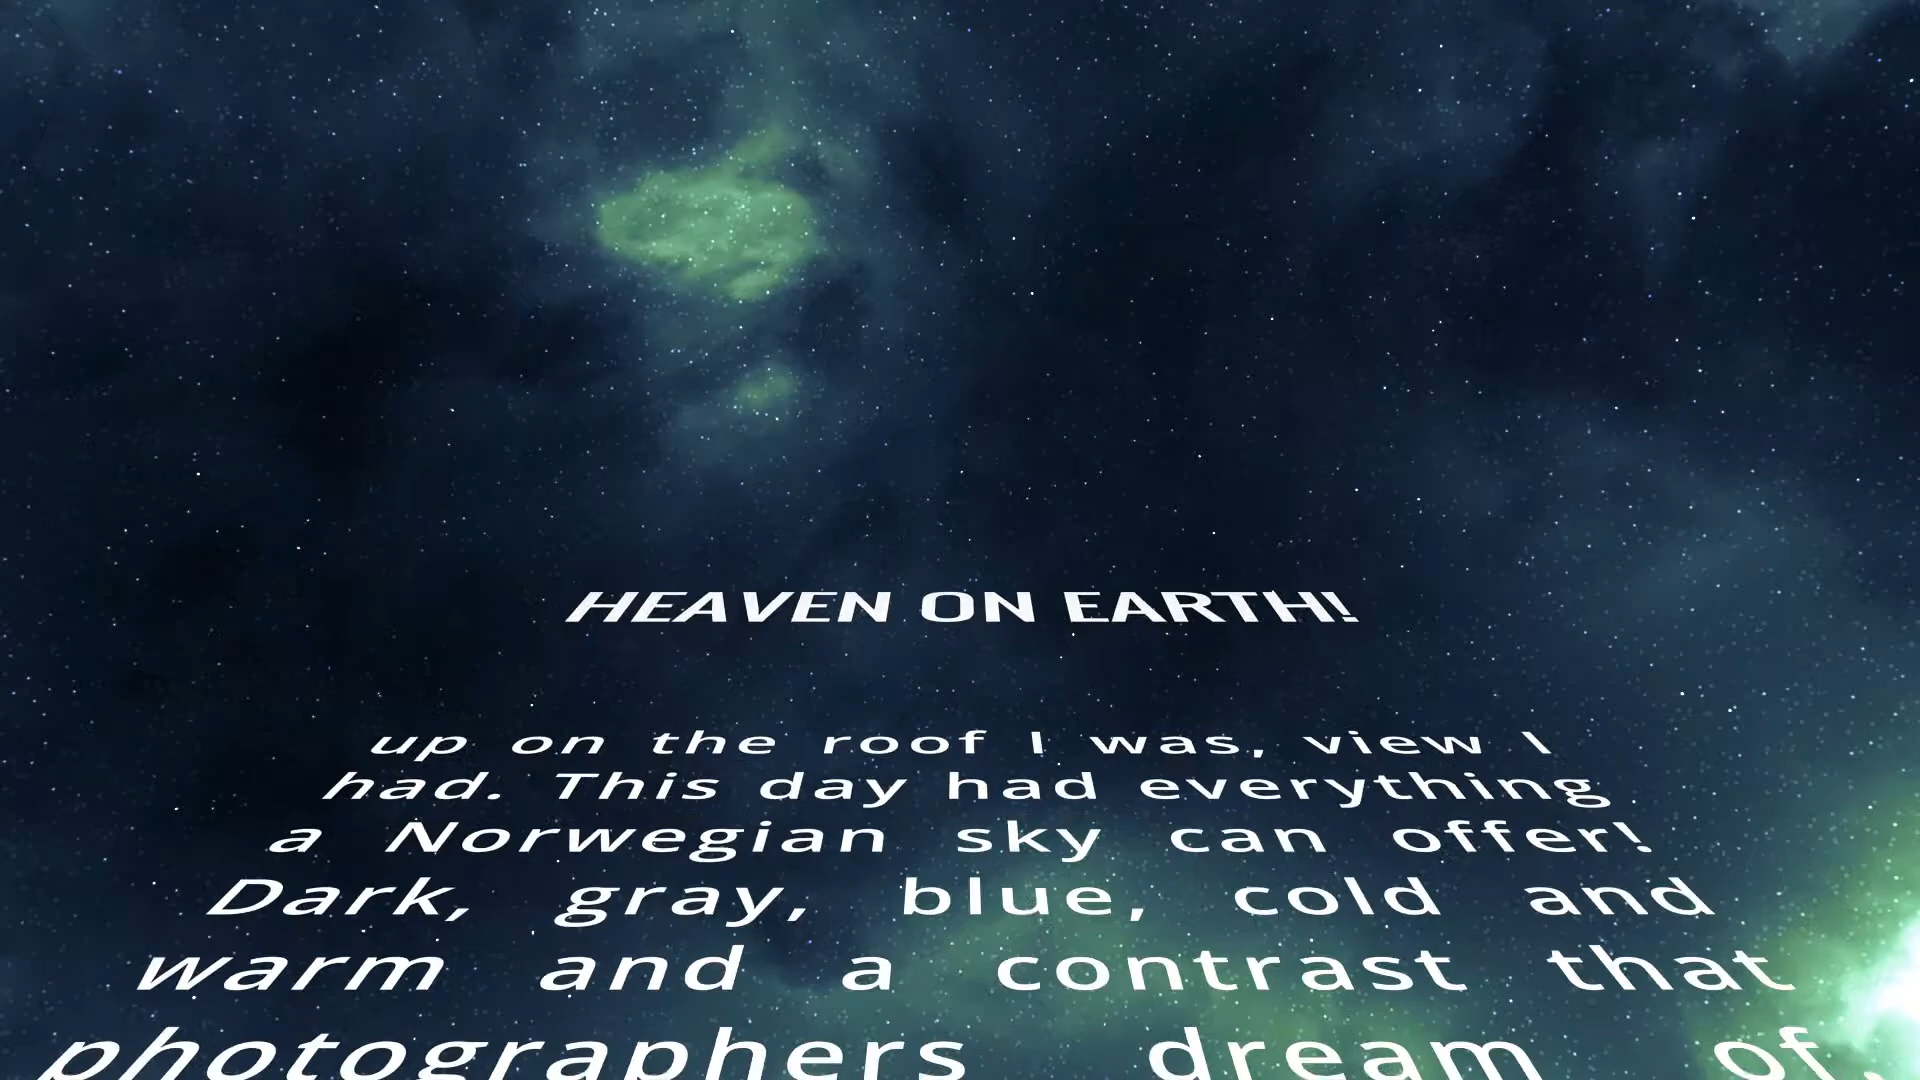 HEAVEN ON EARTH!
up on the roof I was, view I
had. This day had everything
a Norwegian sky can offer!
Dark, gray, blue, cold and
warm and a contrast that
photographers dream of,